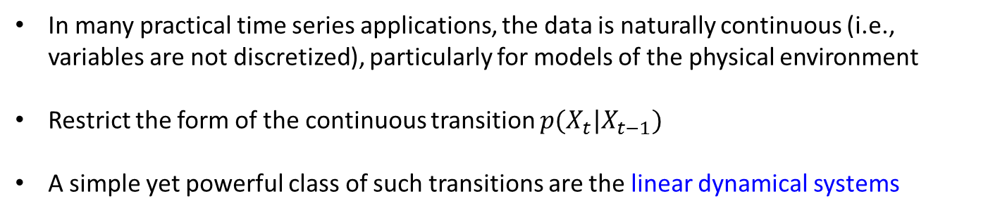 • In many practical time series applications, the data is naturally continuous (i.e.,
variables are not discretized), particularly for models of the physical environment
• Restrict the form of the continuous transition p(X_t|X_{t−1})
• A simple yet powerful class of such transitions are the linear dynamical systems